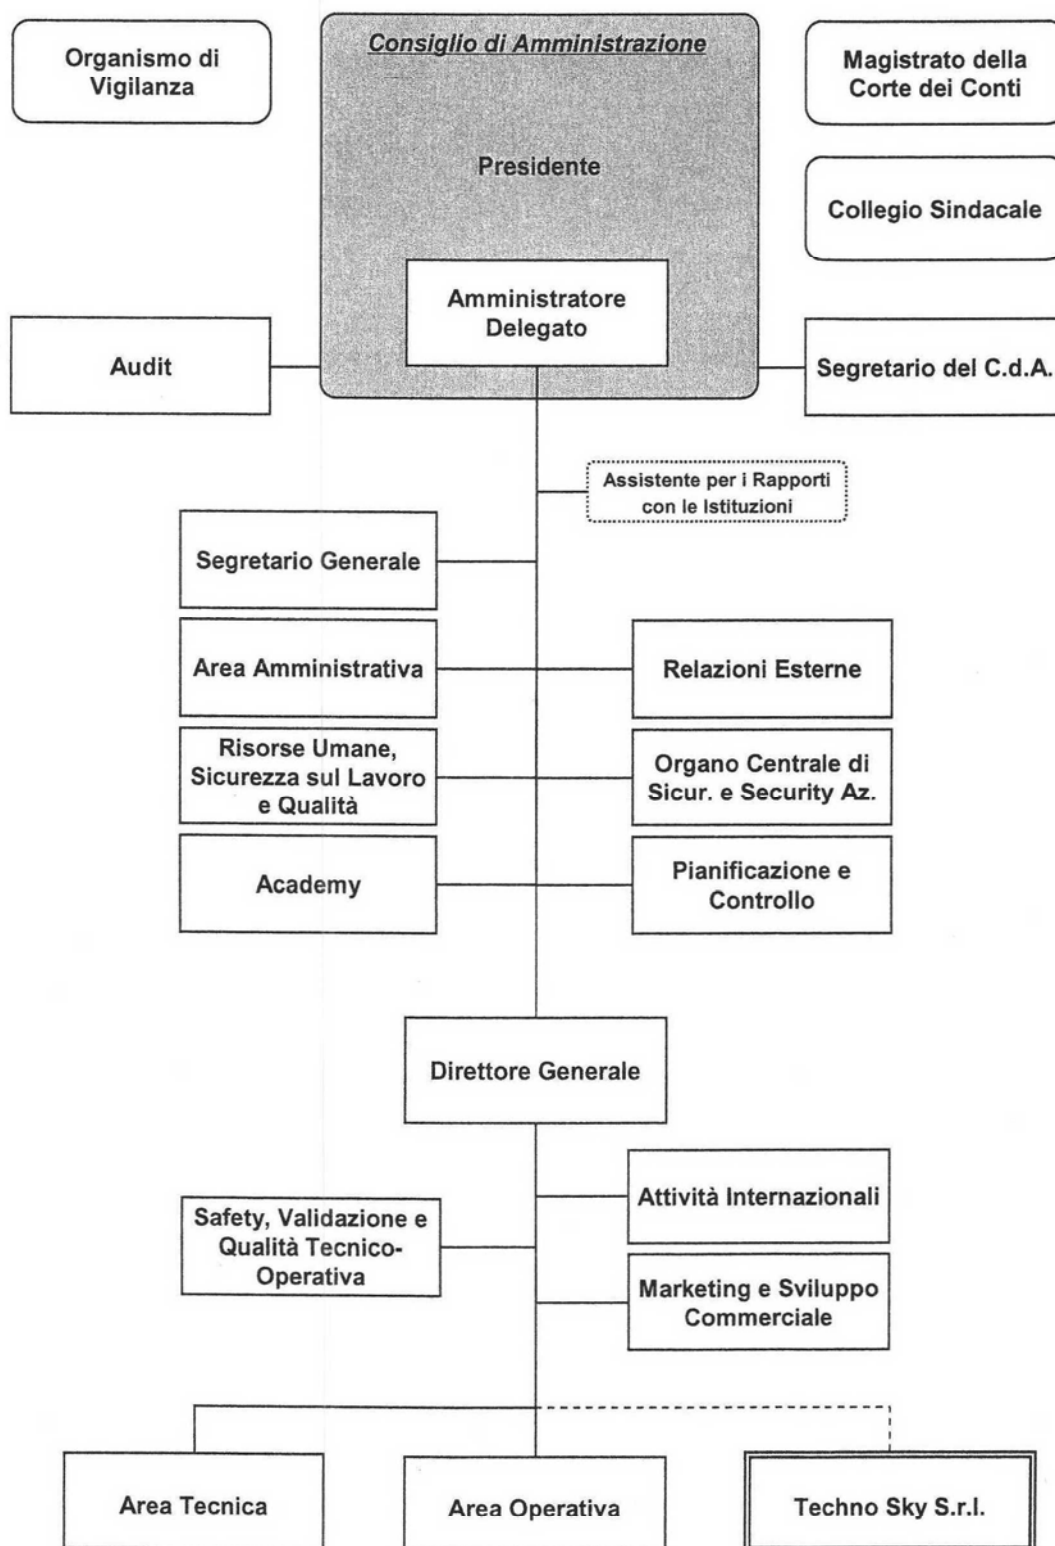 Organismo di
Vigilanza
Consiglio di Amministrazione
Magistrato della
Corte dei Conti
Presidente
Collegio Sindacale
Amministratore
Delegato
Audit
Segretario del C.d.A.
Assistente per i Rapporti
con le Istituzioni
Segretario Generale
Area Amministrativa
Relazioni Esterne
Risorse Umane,
Sicurezza sul Lavoro
e Qualità
Organo Centrale di
Sicur. e Security Az.
Academy
Pianificazione e
Controllo
Direttore Generale
Attività Internazionali
Safety, Validazione e
Qualità Tecnico-
Operativa
Marketing e Sviluppo
Commerciale
Area Tecnica
Area Operativa
Techno Sky S.r.l.